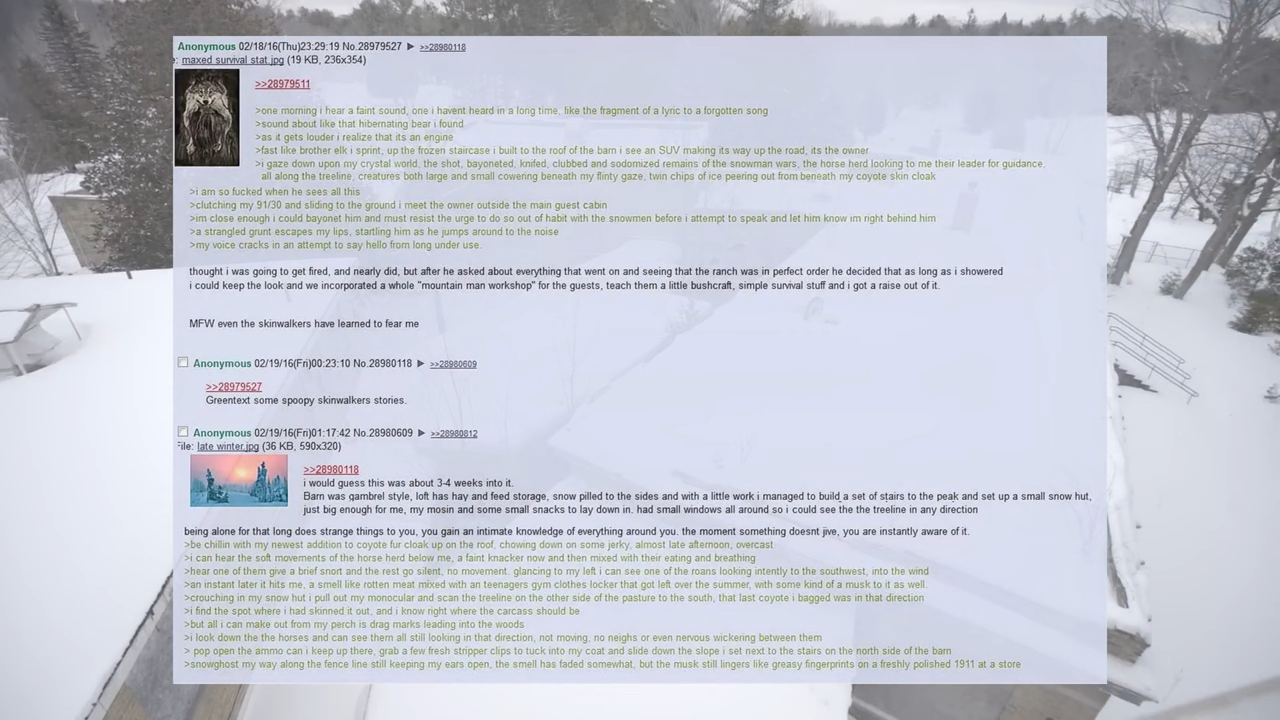 Anonymous 02/18/16(Thu)23:29:19 No.28979527 ▶ >>28980118
e: maxed survival stat.jpg (19 KB, 236x354)
>>28979511
>one morning i hear a faint sound, one i havent heard in a long time, like the fragment of a lyric to a forgotten song
>sound about like that hibernating bear i found
>as it gets louder i realize that its an engine
>fast like brother elk i sprint, up the frozen staircase i built to the roof of the barn i see an SUV making its way up the road, its the owner
>i gaze down upon my crystal world, the shot, bayoneted, knifed, clubbed and sodomized remains of the snowman wars, the horse herd looking to me their leader for guidance,
all along the treeline, creatures both large and small cowering beneath my flinty gaze, twin chips of ice peering out from beneath my coyote skin cloak
>i am so fucked when he sees all this
>clutching my 91/30 and sliding to the ground i meet the owner outside the main guest cabin
>im close enough i could bayonet him and must resist the urge to do so out of habit with the snowmen before i attempt to speak and let him know im right behind him
>a strangled grunt escapes my lips, startling him as he jumps around to the noise
>my voice cracks in an attempt to say hello from long under use.
thought i was going to get fired, and nearly did, but after he asked about everything that went on and seeing that the ranch was in perfect order he decided that as long as i showered
i could keep the look and we incorporated a whole "mountain man workshop" for the guests, teach them a little bushcraft, simple survival stuff and i got a raise out of it.
MFW even the skinwalkers have learned to fear me
Anonymous 02/19/16(Fri)00:23:10 No.28980118 ▶ >>28980609
>>28979527
Greentext some spoopy skinwalkers stories.
Anonymous 02/19/16(Fri)01:17:42 No.28980609 ▶ >>28980812
File: late winter.jpg (36 KB, 590x320)
>>28980118
i would guess this was about 3-4 weeks into it.
Barn was gambrel style, loft has hay and feed storage, snow pilled to the sides and with a little work i managed to build a set of stairs to the peak and set up a small snow hut,
just big enough for me, my mosin and some small snacks to lay down in. had small windows all around so i could see the the treeline in any direction
being alone for that long does strange things to you, you gain an intimate knowledge of everything around you. the moment something doesnt jive, you are instantly aware of it.
>be chillin with my newest addition to coyote fur cloak up on the roof, chowing down on some jerky, almost late afternoon, overcast
>i can hear the soft movements of the horse herd below me, a faint knacker now and then mixed with their eating and breathing
>hear one of them give a brief snort and the rest go silent, no movement. glancing to my left i can see one of the roans looking intently to the southwest, into the wind
>an instant later it hits me, a smell like rotten meat mixed with an teenagers gym clothes locker that got left over the summer, with some kind of a musk to it as well.
>crouching in my snow hut i pull out my monocular and scan the treeline on the other side of the pasture to the south, that last coyote i bagged was in that direction
>i find the spot where i had skinned it out, and i know right where the carcass should be
>but all i can make out from my perch is drag marks leading into the woods
>i look down the the horses and can see them all still looking in that direction, not moving, no neighs or even nervous wickering between them
> pop open the ammo can i keep up there, grab a few fresh stripper clips to tuck into my coat and slide down the slope i set next to the stairs on the north side of the barn
>snowghost my way along the fence line still keeping my ears open, the smell has faded somewhat, but the musk still lingers like greasy fingerprints on a freshly polished 1911 at a store